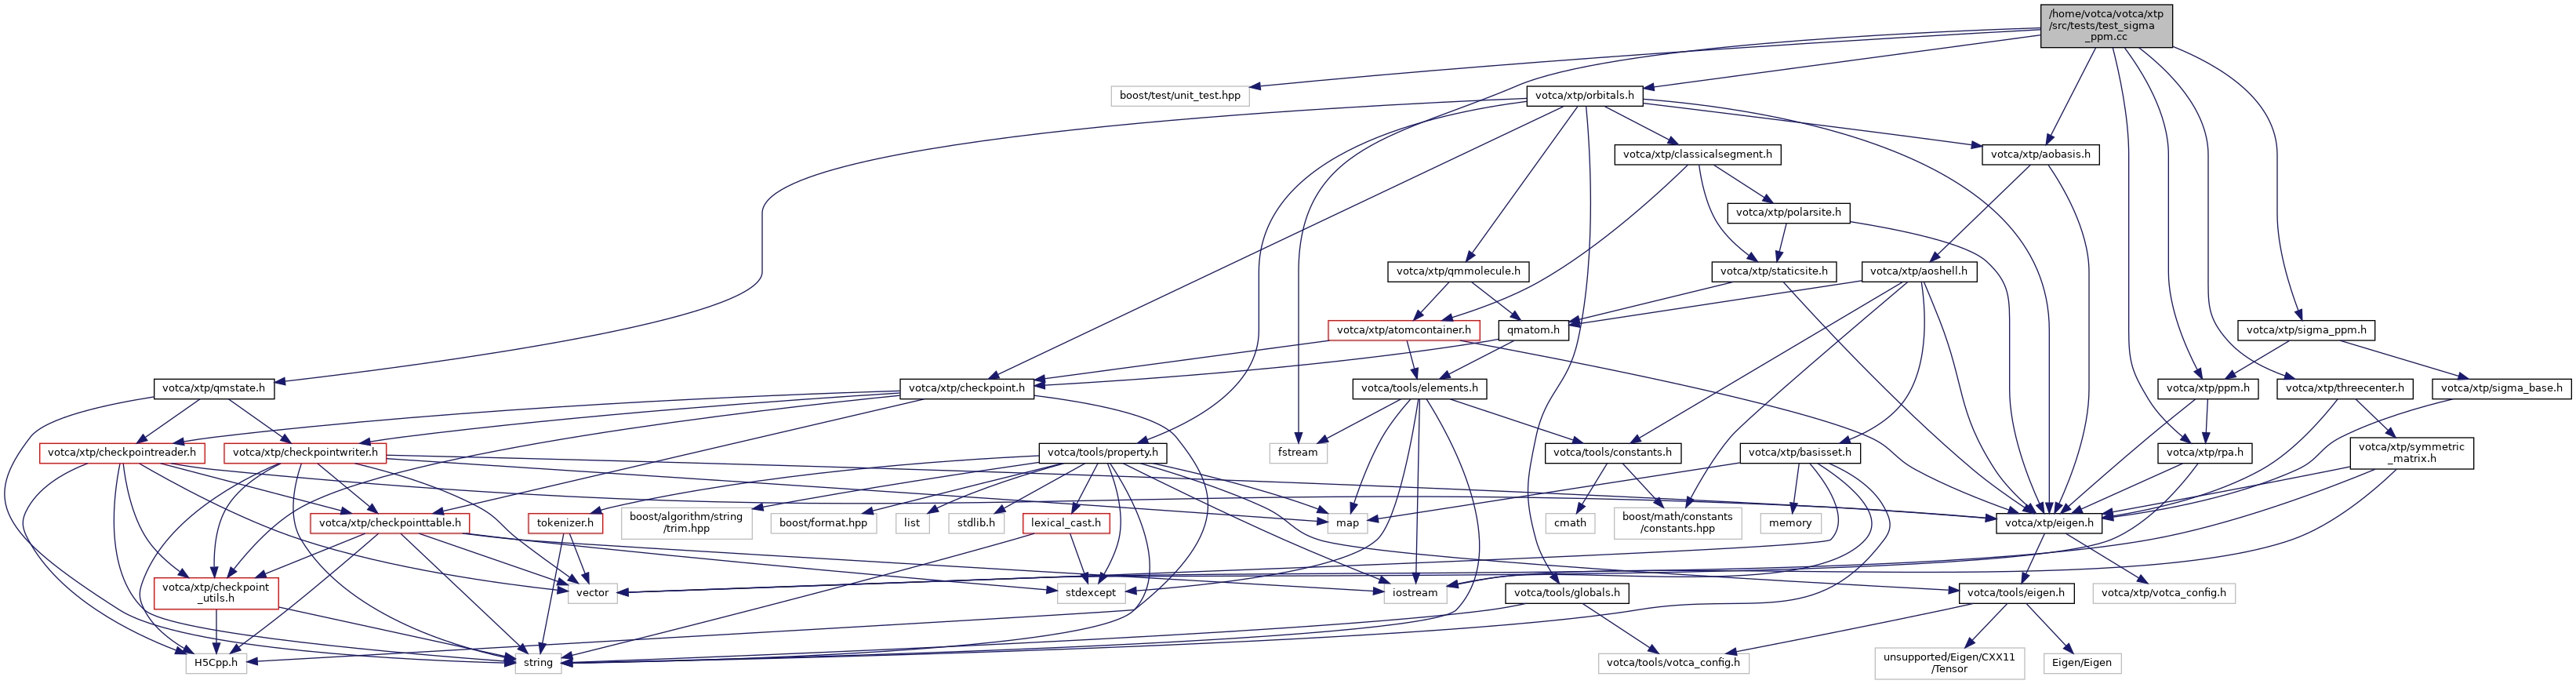 /home/votca/votca/xtp
/src/tests/test_sigma
_ppm.cc
boost/test/unit_test.hpp
votca/xtp/orbitals.h
votca/xtp/classicalsegment.h
votca/xtp/aobasis.h
votca/xtp/polarsite.h
votca/xtp/qmmolecule.h
votca/xtp/staticsite.h
votca/xtp/aoshell.h
votca/xtp/atomcontainer.h
qmatom.h
votca/xtp/sigma_ppm.h
votca/xtp/qmstate.h
votca/xtp/checkpoint.h
votca/tools/elements.h
votca/xtp/ppm.h
votca/xtp/threecenter.h
votca/xtp/sigma_base.h
votca/xtp/checkpointreader.h
votca/xtp/checkpointwriter.h
votca/tools/property.h
fstream
votca/tools/constants.h
votca/xtp/basisset.h
votca/xtp/rpa.h
votca/xtp/symmetric
_matrix.h
votca/xtp/checkpointtable.h
tokenizer.h
boost/algorithm/string
/trim.hpp
boost/format.hpp
list
stdlib.h
lexical_cast.h
map
cmath
boost/math/constants
/constants.hpp
memory
votca/xtp/eigen.h
votca/xtp/checkpoint
_utils.h
vector
stdexcept
iostream
votca/tools/globals.h
votca/tools/eigen.h
votca/xtp/votca_config.h
H5Cpp.h
string
votca/tools/votca_config.h
unsupported/Eigen/CXX11
/Tensor
Eigen/Eigen